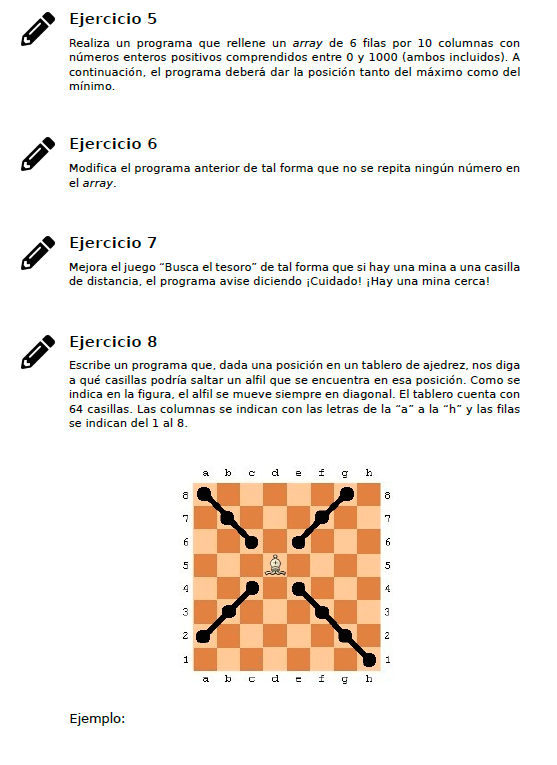 Ejercicio 5
Realiza un programa que rellene un array de 6 filas por 10 columnas con
números enteros positivos comprendidos entre 0 y 1000 (ambos incluidos). A
continuación, el programa deberá dar la posición tanto del máximo como del
mínimo.
Ejercicio 6
Modifica el programa anterior de tal forma que no se repita ningún número en
el array.
Ejercicio 7
Mejora el juego “Busca el tesoro” de tal forma que si hay una mina a una casilla
de distancia, el programa avise diciendo ¡Cuidado! ¡Hay una mina cerca!
Ejercicio 8
Escribe un programa que, dada una posición en un tablero de ajedrez, nos diga
a qué casillas podría saltar un alfil que se encuentra en esa posición. Como se
indica en la figura, el alfil se mueve siempre en diagonal. El tablero cuenta con
64 casillas. Las columnas se indican con las letras de la “a” a la “h” y las filas
se indican del 1 al 8.
a b c d e f g h
8 8
7 7
6 6
5 5
4 4
3 3
2 2
1 1
a b c d e f g h
Ejemplo: